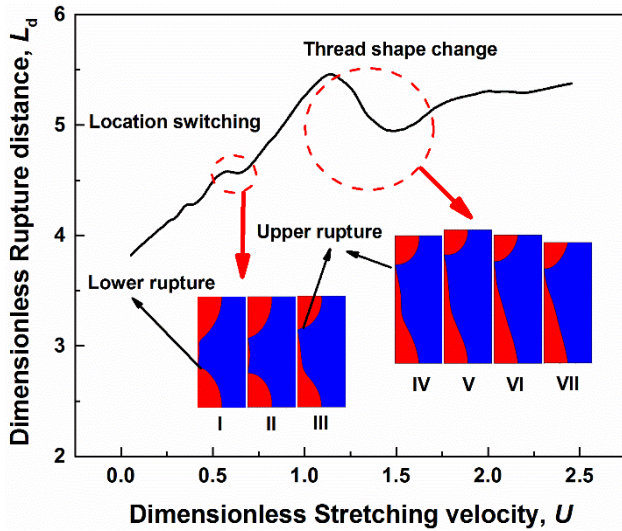 6
5
4
3
2
Dimensionless Rupture distance, Ld
Thread shape change
Location switching
Upper rupture
Lower rupture
I II III
IV V VI VII
0.0 0.5 1.0 1.5 2.0 2.5
Dimensionless Stretching velocity, U